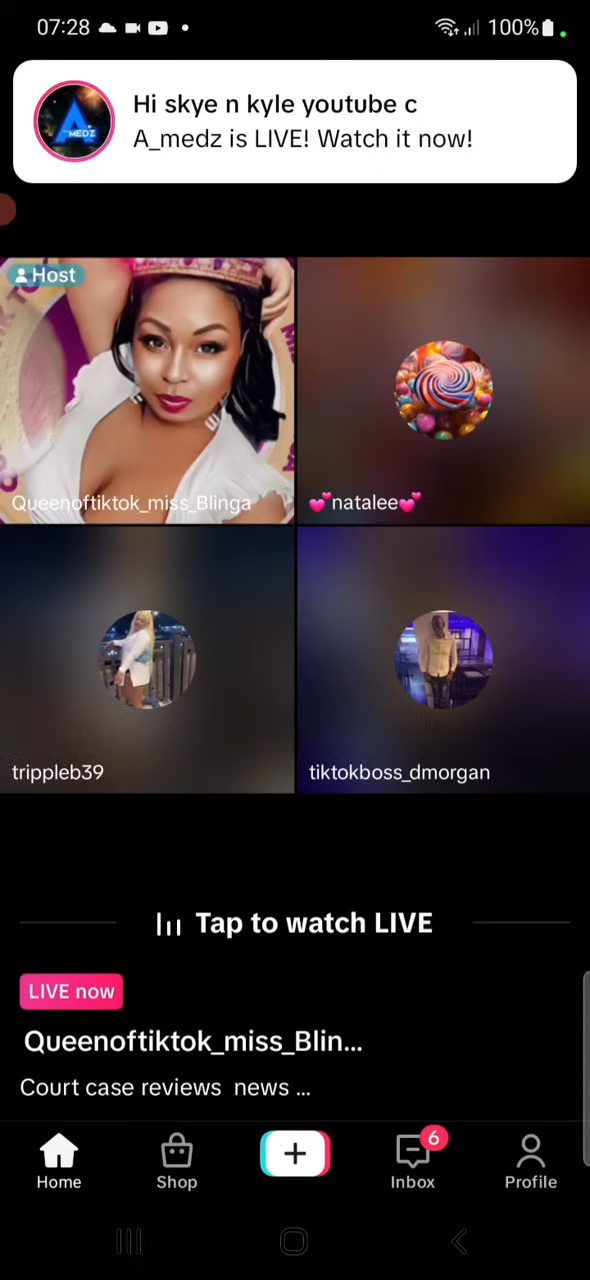 07:28
100%
Hi skye n kyle youtube c
A_medz is LIVE! Watch it now!
MEDZ
Host
Queenoftiktok_miss_Blinga
💕natalee💕
trippleb39
tiktokboss_dmorgan
Tap to watch LIVE
LIVE now
Queenoftiktok_miss_Blin...
Court case reviews news ...
6
Home
Shop
Inbox
Profile